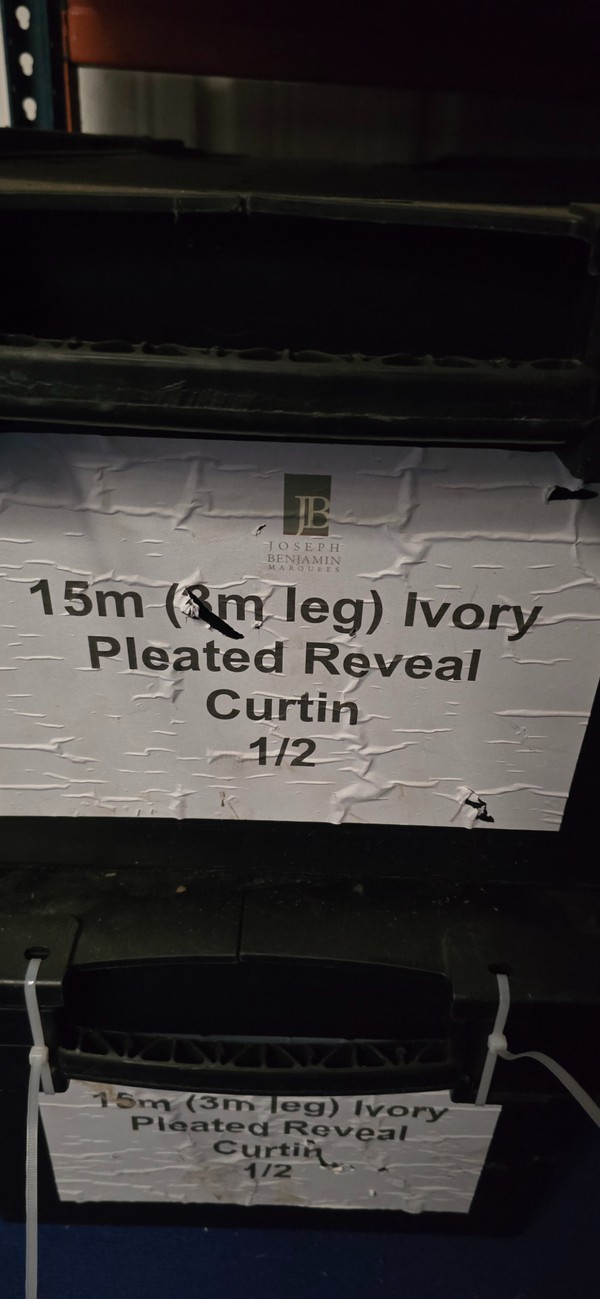 JB
JOSEPH
BENJAMIN
MARQUEES
15m (3m leg) Ivory
Pleated Reveal
Curtin
1/2
15m (3m leg) Ivory
Pleated Reveal
Curtin
1/2